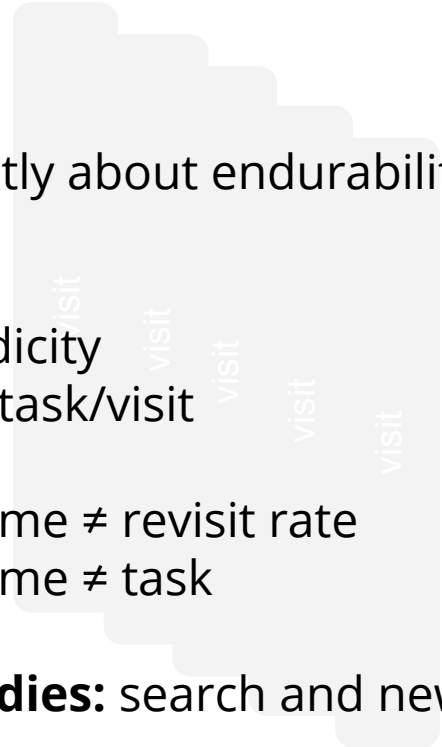 tly about endurabilit
dicity
task/visit
me ≠ revisit rate
me ≠ task
dies: search and new
visit
visit
visit
visit
visit